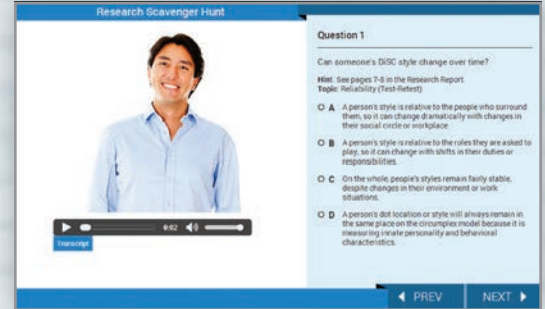 Research Scavenger Hunt
Question 1
Can someone's DiSC style change over time?
Hint: See pages 7-8 in the Research Report.
Topic: Reliability (Test-Retest)
A A person's style is relative to the people who surround
them, so it can change dramatically with changes in
their social circle or workplace.
B A person's style is relative to the roles they are asked to
play, so it can change with shifts in their duties or
responsibilities.
C On the whole, people's styles remain fairly stable,
despite changes in their environment or work
situations.
D A person's dot location or style will always remain in
the same place on the circumplex model because it is
measuring innate personality and behavioral
characteristics.
0:02
Transcript
PREV NEXT